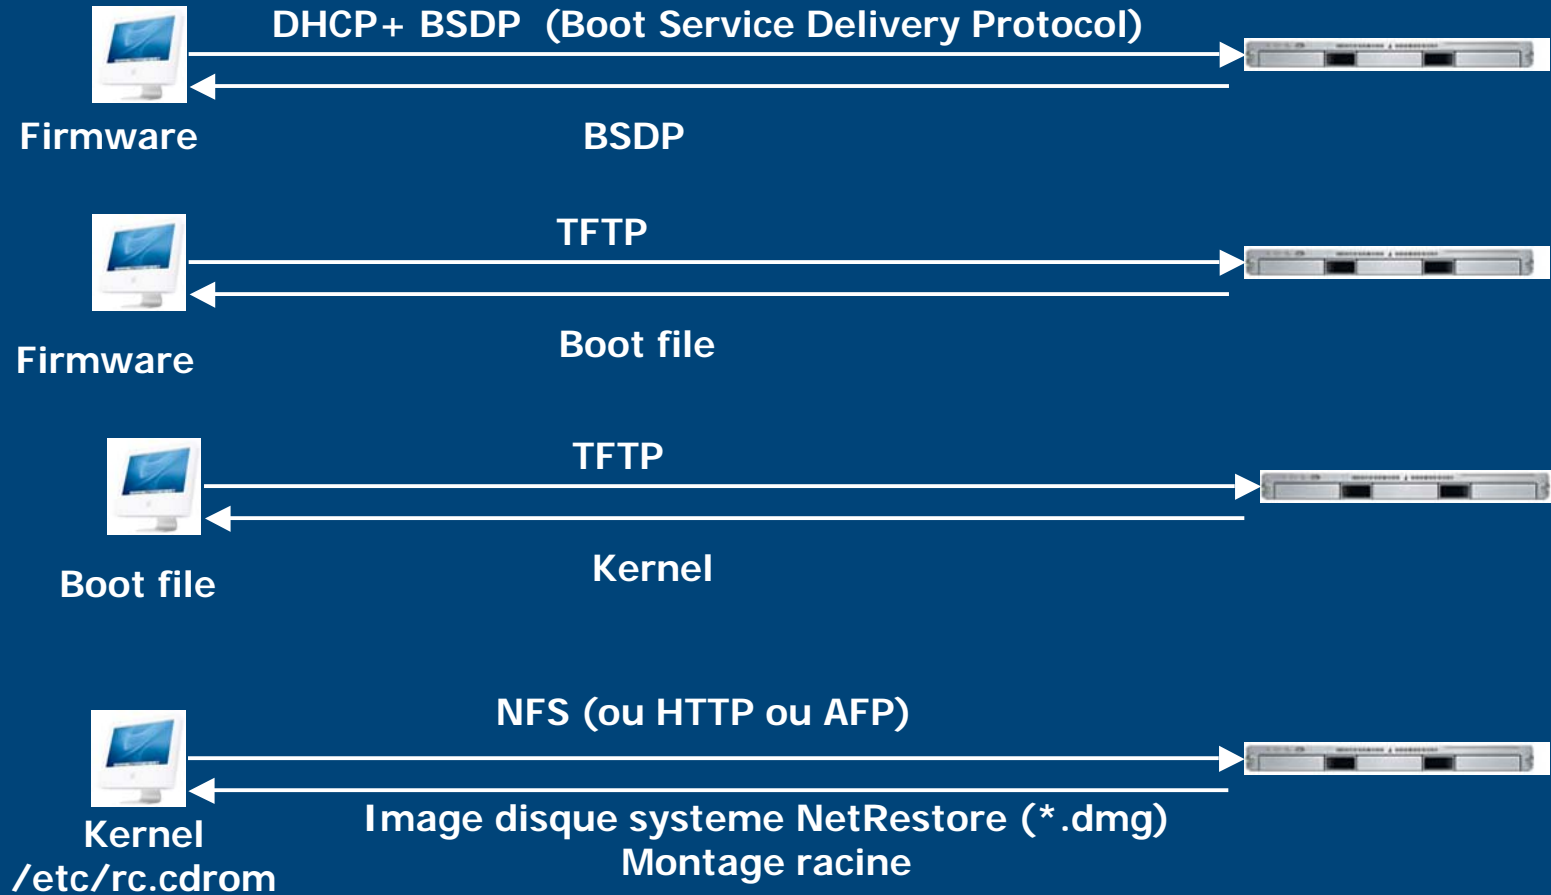 DHCP+ BSDP (Boot Service Delivery Protocol)
Firmware
BSDP
TFTP
Firmware
Boot file
TFTP
Boot file
Kernel
NFS (ou HTTP ou AFP)
Kernel
/etc/rc.cdrom
Image disque systeme NetRestore (*.dmg)
Montage racine